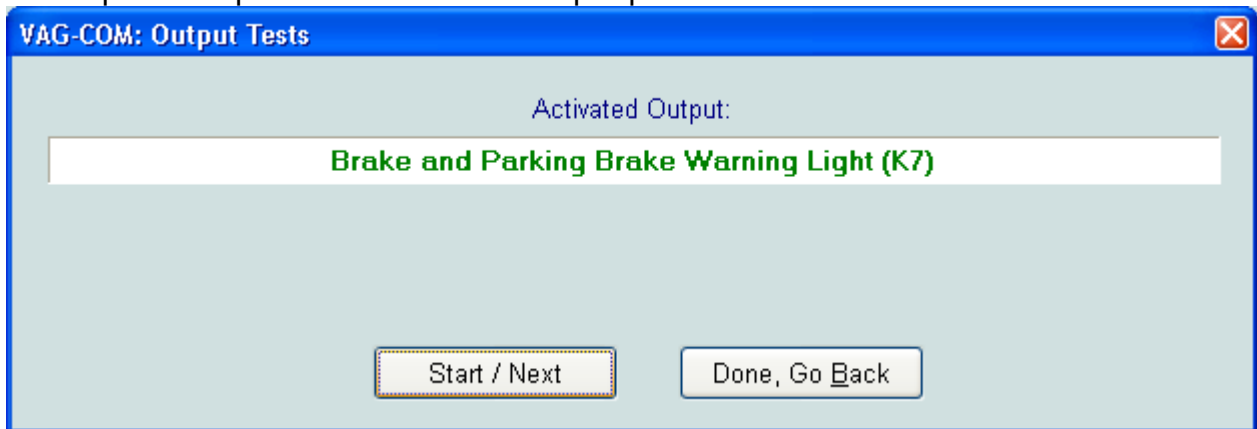 VAG-COM: Output Tests
Activated Output:
Brake and Parking Brake Warning Light (K7)
Start / Next
Done, Go Back